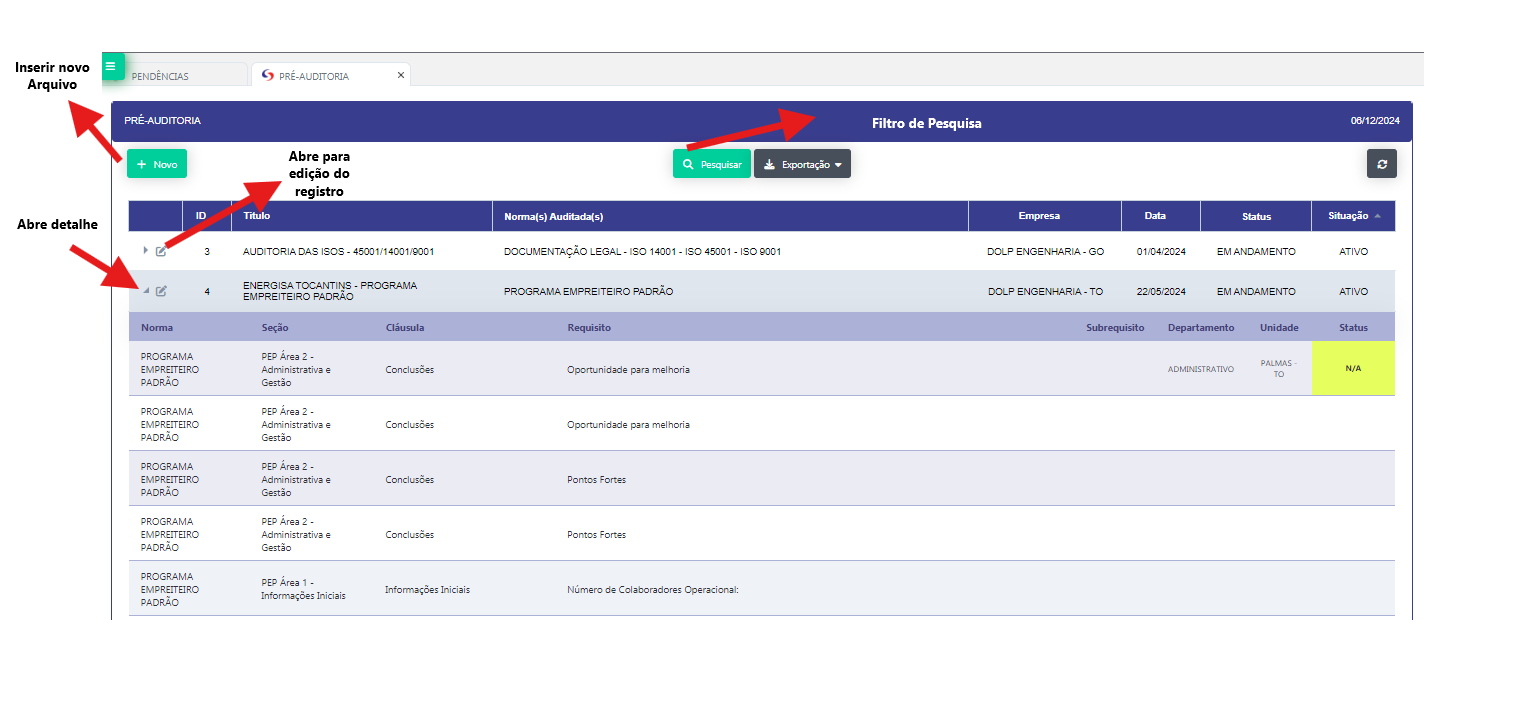 Inserir novo
Arquivo
PENDÊNCIAS
PRÉ-AUDITORIA
PRÉ-AUDITORIA
Filtro de Pesquisa
06/12/2024
Novo
Abre para
edição do
registro
Pesquisar
Exportação
Abre detalhe
ID
Título
Norma(s) Auditada(s)
Empresa
Data
Status
Situação
3
AUDITORIA DAS ISOS - 45001/14001/9001
DOCUMENTAÇÃO LEGAL - ISO 14001 - ISO 45001 - ISO 9001
DOLP ENGENHARIA - GO
01/04/2024
EM ANDAMENTO
ATIVO
4
ENERGISA TOCANTINS - PROGRAMA
EMPREITEIRO PADRÃO
PROGRAMA EMPREITEIRO PADRÃO
DOLP ENGENHARIA - TO
22/05/2024
EM ANDAMENTO
ATIVO
Norma
Seção
Cláusula
Requisito
Subrequisito
Departamento
Unidade
Status
PROGRAMA
EMPREITEIRO
PADRÃO
PEP Área 2 -
Administrativa e
Gestão
Conclusões
Oportunidade para melhoria
ADMINISTRATIVO
PALMAS -
TO
N/A
PROGRAMA
EMPREITEIRO
PADRÃO
PEP Área 2 -
Administrativa e
Gestão
Conclusões
Oportunidade para melhoria
PROGRAMA
EMPREITEIRO
PADRÃO
PEP Área 2 -
Administrativa e
Gestão
Conclusões
Pontos Fortes
PROGRAMA
EMPREITEIRO
PADRÃO
PEP Área 2 -
Administrativa e
Gestão
Conclusões
Pontos Fortes
PROGRAMA
EMPREITEIRO
PADRÃO
PEP Área 1 -
Informações Iniciais
Informações Iniciais
Número de Colaboradores Operacional: